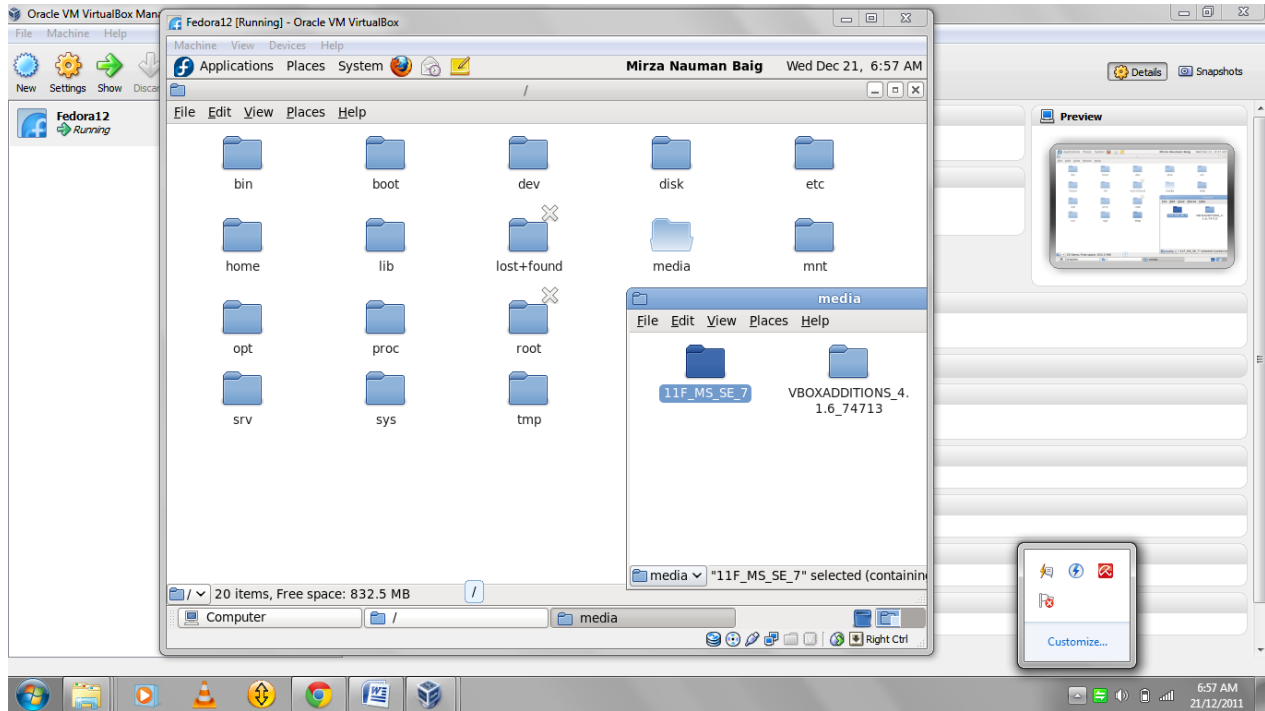 Oracle VM VirtualBox Mana
File Machine Help
New Settings Show Discar
Fedora12
Running
Fedora12 [Running] - Oracle VM VirtualBox
Machine View Devices Help
Applications Places System Mirza Nauman Baig Wed Dec 21, 6:57 AM
/
File Edit View Places Help
bin boot dev disk etc
home lib lost+found media mnt
opt proc root
srv sys tmp
media
File Edit View Places Help
11F_MS_SE_7 VBOXADDITIONS_4.
1.6_74713
media "11F_MS_SE_7" selected (containin
/ 20 items, Free space: 832.5 MB /
Computer / media
Right Ctrl
Details Snapshots
Preview
Customize...
6:57 AM
21/12/2011